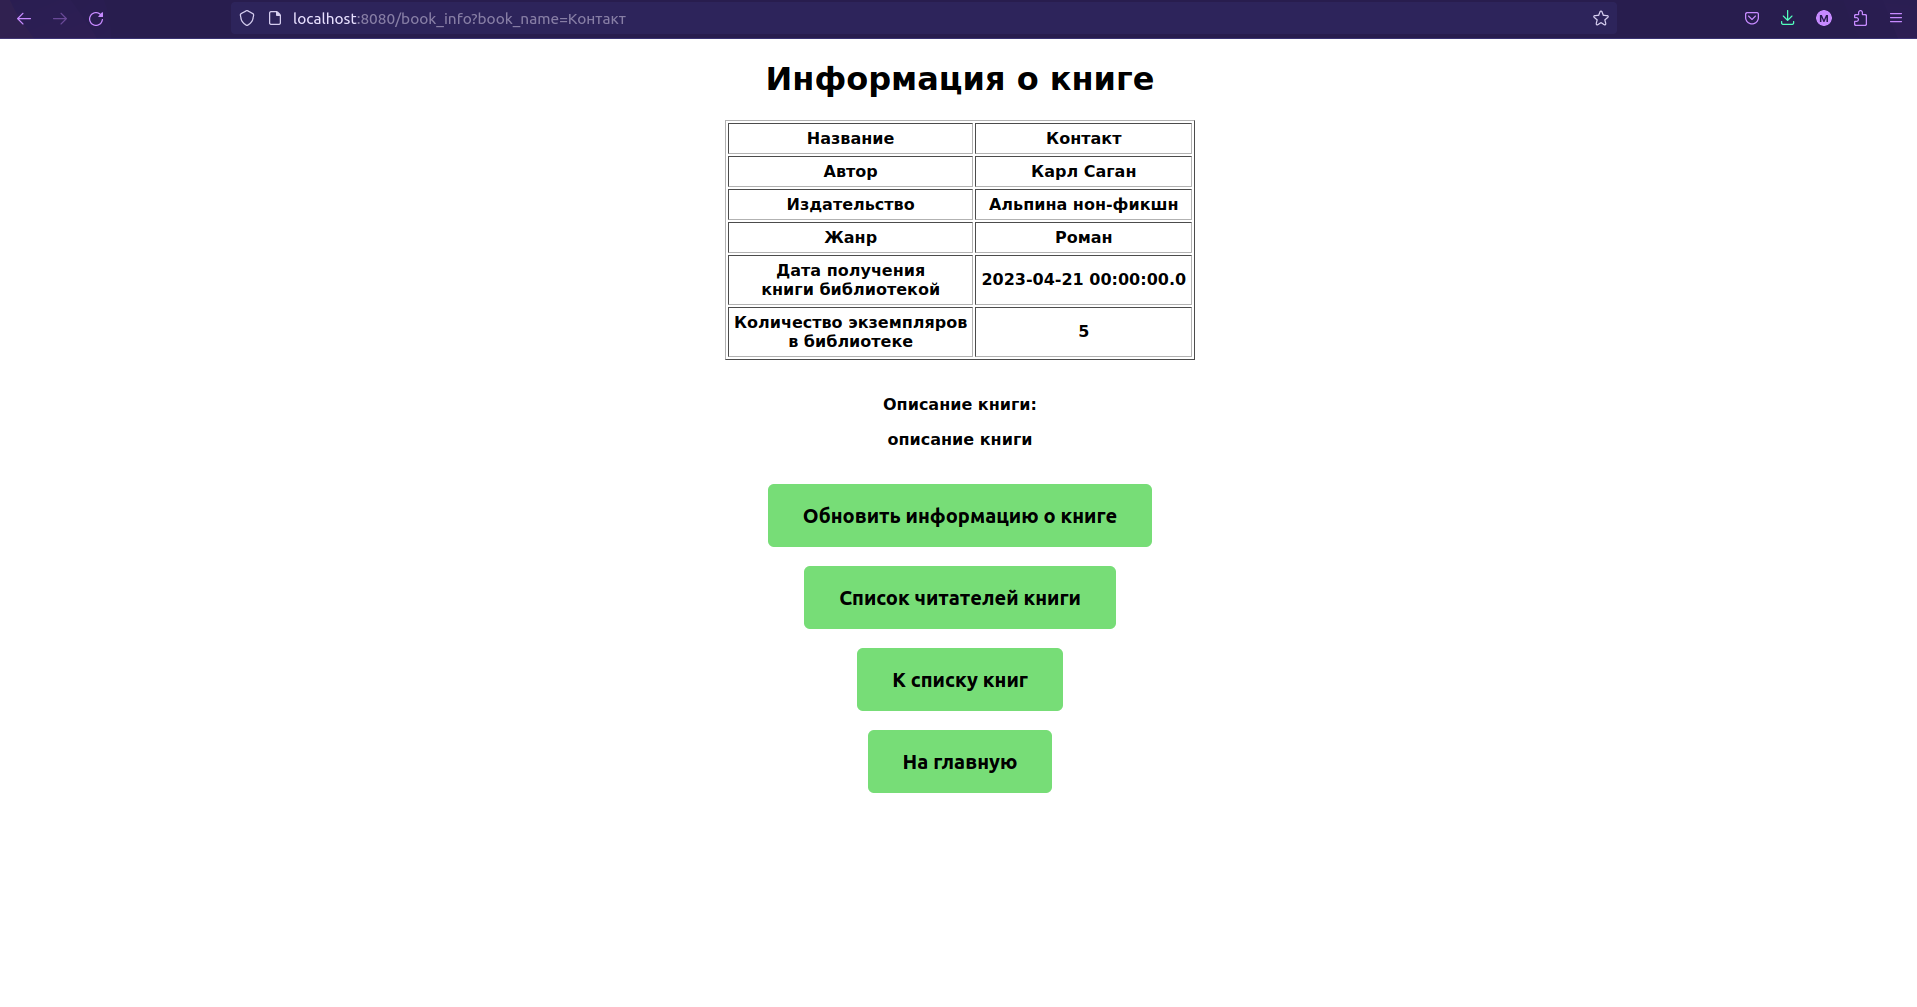 localhost:8080/book_info?book_name=Контакт
M
Информация о книге
Название Контакт
Автор Карл Саган
Издательство Альпина нон-фикшн
Жанр Роман
Дата получения
книги библиотекой
2023-04-21 00:00:00.0
Количество экземпляров
в библиотеке
5
Описание книги:
описание книги
Обновить информацию о книге
Список читателей книги
К списку книг
На главную